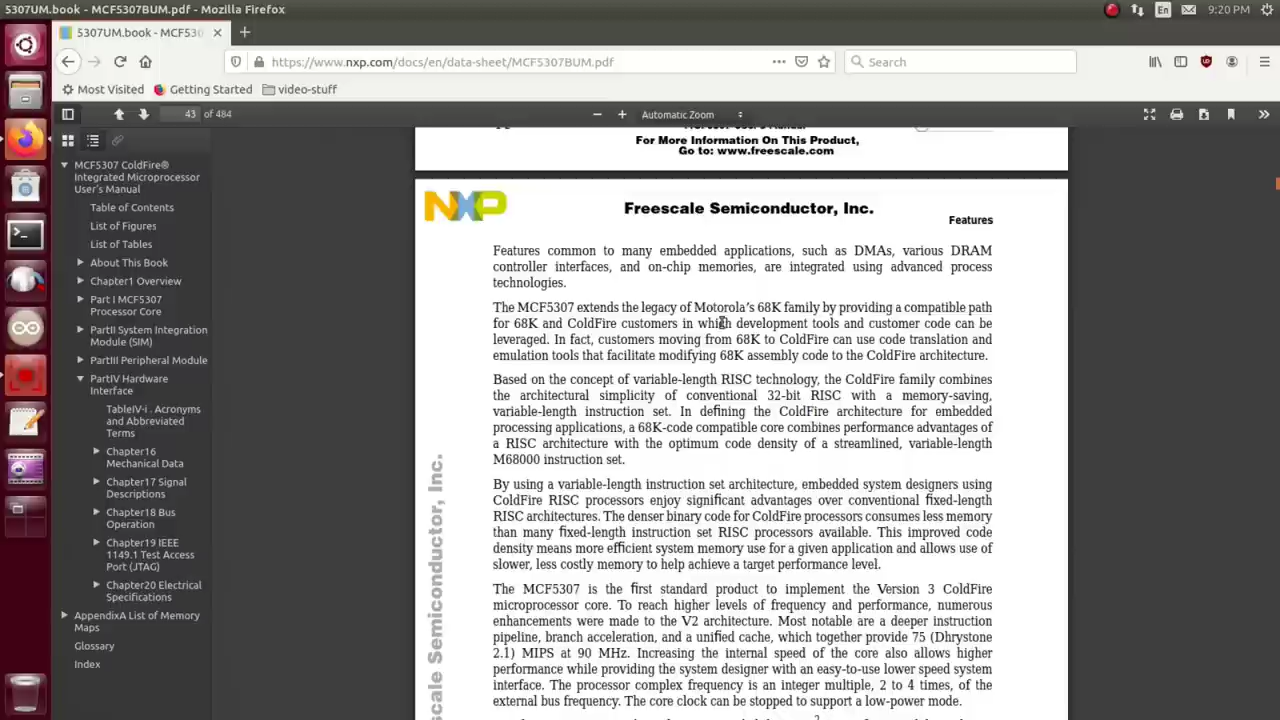 5307UM.book - MCF5307BUM.pdf - Mozilla Firefox
En
9:20 PM
5307UM.book - MCF530
https://www.nxp.com/docs/en/data-sheet/MCF5307BUM.pdf
Search
Most Visited
Getting Started
video-stuff
43 of 484
Automatic Zoom
MCF5307 ColdFire®
Integrated Microprocessor
User's Manual
Table of Contents
List of Figures
List of Tables
About This Book
Chapter1 Overview
Part I MCF5307
Processor Core
PartII System Integration
Module (SIM)
PartIII Peripheral Module
PartIV Hardware
Interface
TableIV-i . Acronyms
and Abbreviated
Terms
Chapter16
Mechanical Data
Chapter17 Signal
Descriptions
Chapter18 Bus
Operation
Chapter19 IEEE
1149.1 Test Access
Port (JTAG)
Chapter20 Electrical
Specifications
AppendixA List of Memory
Maps
Glossary
Index
For More Information On This Product,
Go to: www.freescale.com
NXP
Freescale Semiconductor, Inc.
Features
Features common to many embedded applications, such as DMAs, various DRAM
controller interfaces, and on-chip memories, are integrated using advanced process
technologies.
The MCF5307 extends the legacy of Motorola's 68K family by providing a compatible path
for 68K and ColdFire customers in which development tools and customer code can be
leveraged. In fact, customers moving from 68K to ColdFire can use code translation and
emulation tools that facilitate modifying 68K assembly code to the ColdFire architecture.
Based on the concept of variable-length RISC technology, the ColdFire family combines
the architectural simplicity of conventional 32-bit RISC with a memory-saving,
variable-length instruction set. In defining the ColdFire architecture for embedded
processing applications, a 68K-code compatible core combines performance advantages of
a RISC architecture with the optimum code density of a streamlined, variable-length
M68000 instruction set.
By using a variable-length instruction set architecture, embedded system designers using
ColdFire RISC processors enjoy significant advantages over conventional fixed-length
RISC architectures. The denser binary code for ColdFire processors consumes less memory
than many fixed-length instruction set RISC processors available. This improved code
density means more efficient system memory use for a given application and allows use of
slower, less costly memory to help achieve a target performance level.
The MCF5307 is the first standard product to implement the Version 3 ColdFire
microprocessor core. To reach higher levels of frequency and performance, numerous
enhancements were made to the V2 architecture. Most notable are a deeper instruction
pipeline, branch acceleration, and a unified cache, which together provide 75 (Dhrystone
2.1) MIPS at 90 MHz. Increasing the internal speed of the core also allows higher
performance while providing the system designer with an easy-to-use lower speed system
interface. The processor complex frequency is an integer multiple, 2 to 4 times, of the
external bus frequency. The core clock can be stopped to support a low-power mode.
scale Semiconductor, Inc.